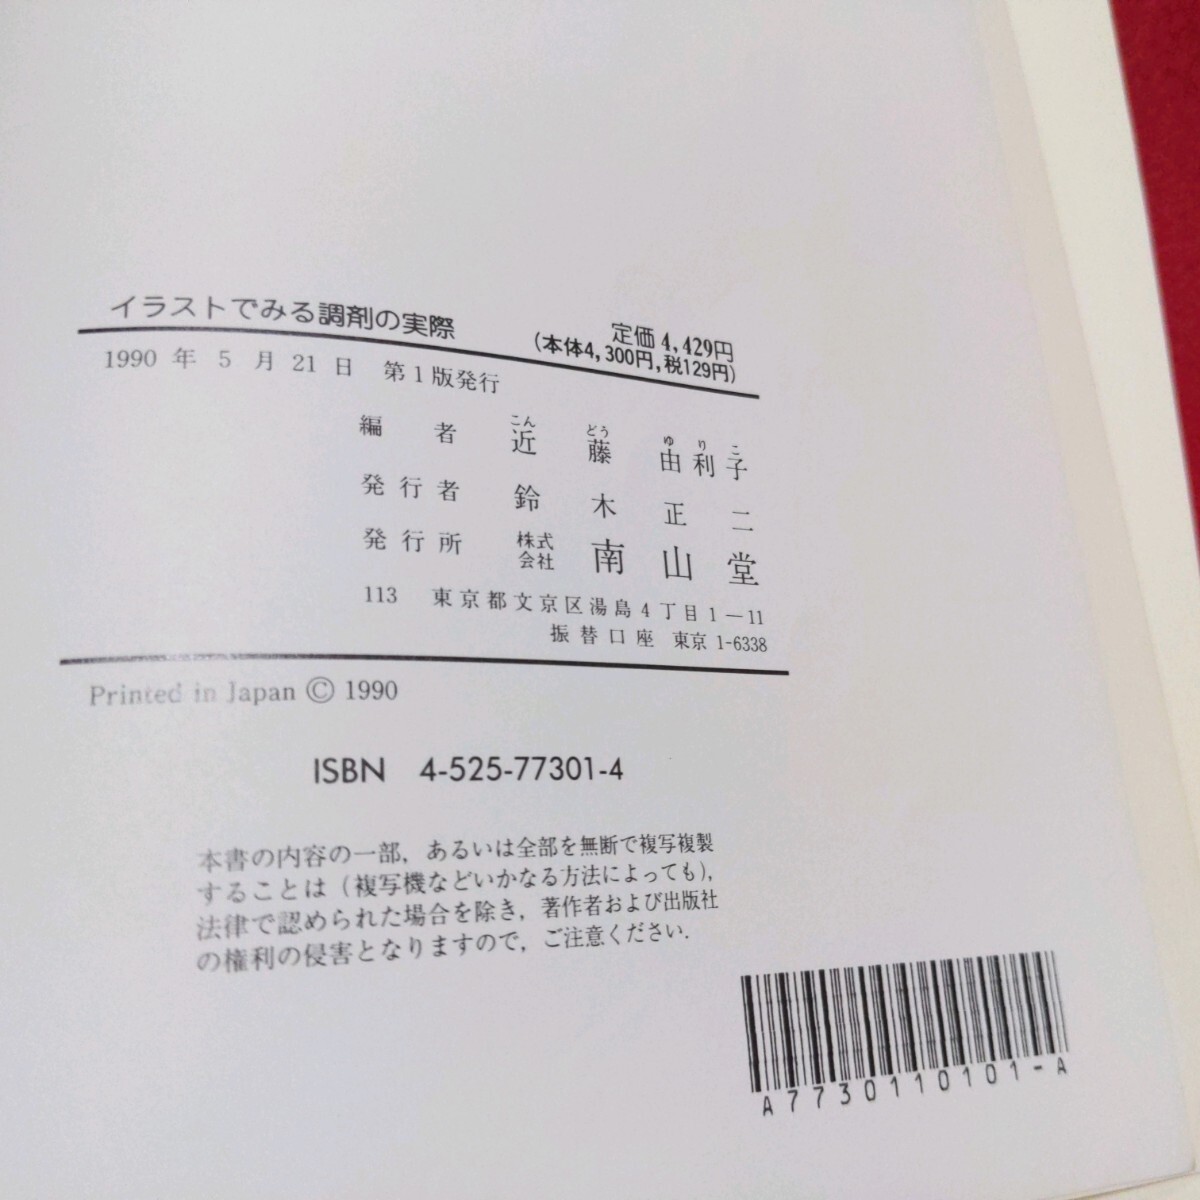 イラストでみる調剤の実際
定価4,429円
(本体4,300円,税129円)
1990年5月21日 第1版発行
編者 近藤由利子
こん どう ゆりこ
発行者 鈴木正二
発行所 株式会社 南山堂
113 東京都文京区湯島4丁目1−11
振替口座 東京1-6338
Printed in Japan © 1990
ISBN 4-525-77301-4
本書の内容の一部,あるいは全部を無断で複写複製
することは(複写機などいかなる方法によっても),
法律で認められた場合を除き,著作者および出版社
の権利の侵害となりますので,ご注意ください.
A7730110101-A